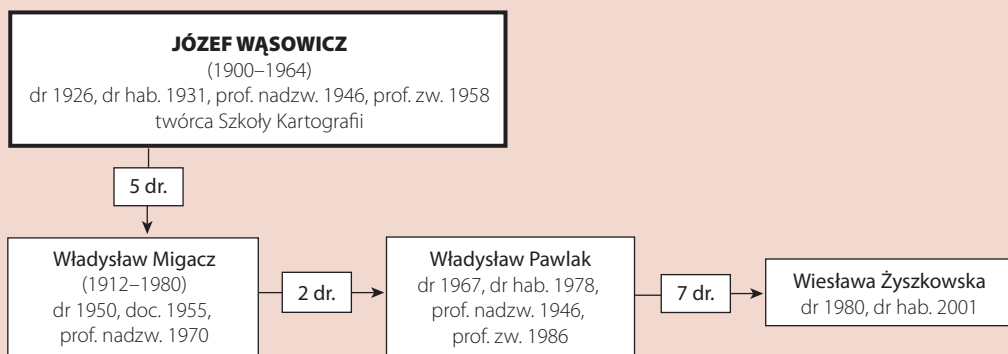 JÓZEF WĄSOWICZ
(1900–1964)
dr 1926, dr hab. 1931, prof. nadzw. 1946, prof. zw. 1958
twórca Szkoły Kartografii
5 dr.
Władysław Migacz
(1912–1980)
dr 1950, doc. 1955,
prof. nadzw. 1970
2 dr.
Władysław Pawlak
dr 1967, dr hab. 1978,
prof. nadzw. 1946,
prof. zw. 1986
7 dr.
Wiesława Żyszkowska
dr 1980, dr hab. 2001